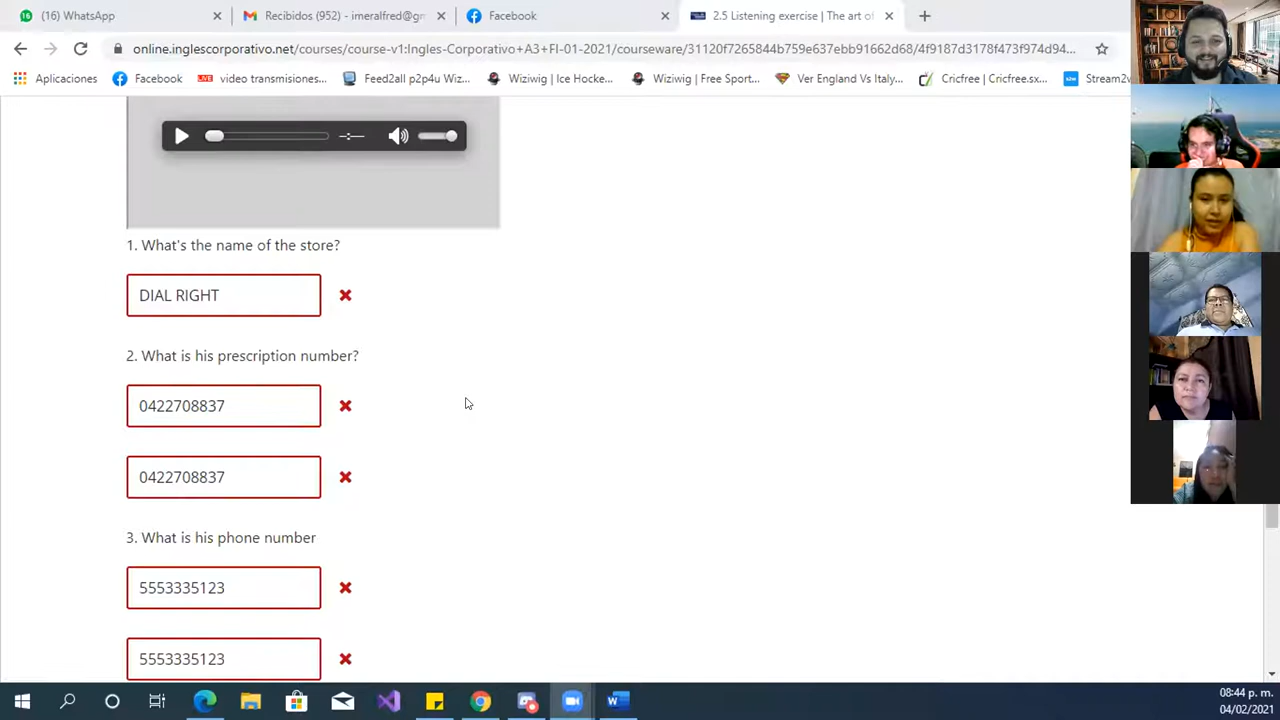 16 (16) WhatsApp
Recibidos (952) - imeralfred@gm
Facebook
2.5 Listening exercise | The art of
online.inglescorporativo.net/courses/course-v1:Ingles-Corporativo+A3+FI-01-2021/courseware/31120f7265844b759e637ebb91662d68/4f9187d3178f473f974d94...
Aplicaciones
Facebook
LIVE video transmisiones...
Feed2all p2p4u Wiz...
Wiziwig | Ice Hocke...
Wiziwig | Free Sport...
Ver England Vs Italy...
Cricfree | Cricfree.sx...
Stream2w
-:--
1. What's the name of the store?
DIAL RIGHT
2. What is his prescription number?
0422708837
0422708837
3. What is his phone number
5553335123
5553335123
08:44 p. m.
04/02/2021